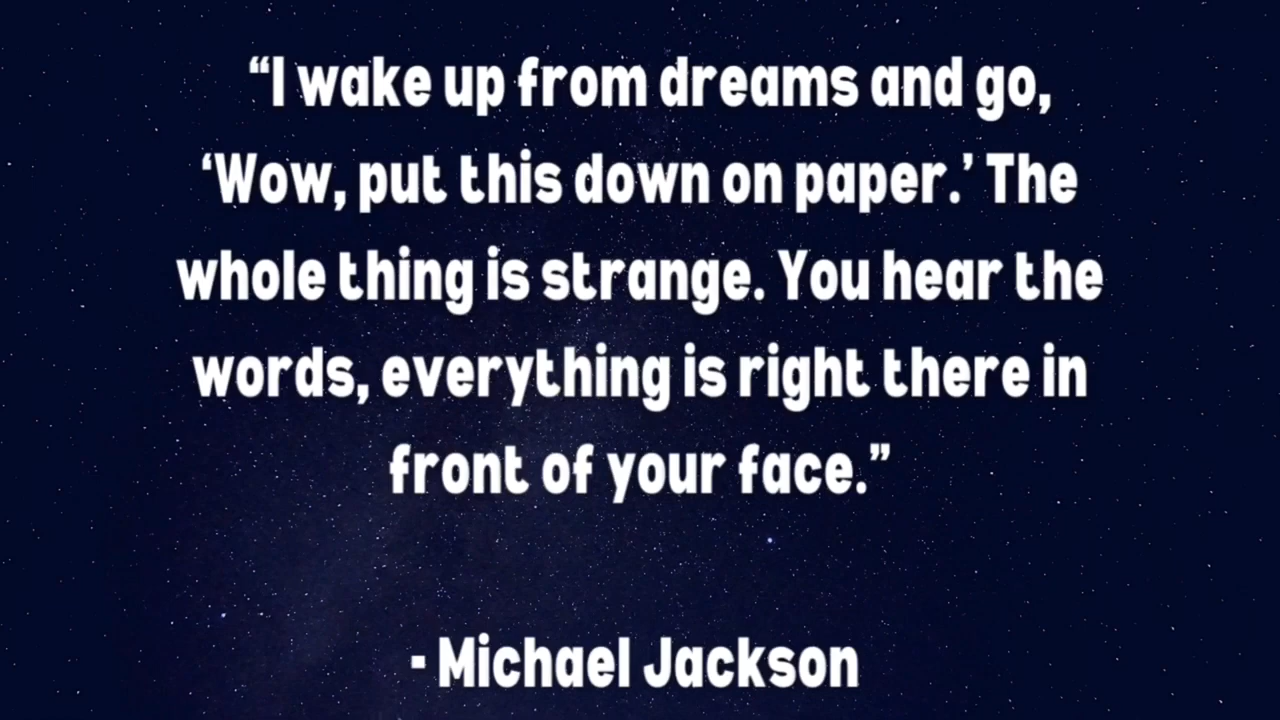 “I wake up from dreams and go,
‘Wow, put this down on paper.’ The
whole thing is strange. You hear the
words, everything is right there in
front of your face.”
- Michael Jackson